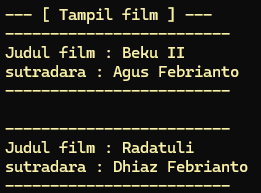 --- [ Tampil film ] ---
-------------------------
Judul film : Beku II
sutradara : Agus Febrianto
-------------------------

-------------------------
Judul film : Radatuli
sutradara : Dhiaz Febrianto
-------------------------